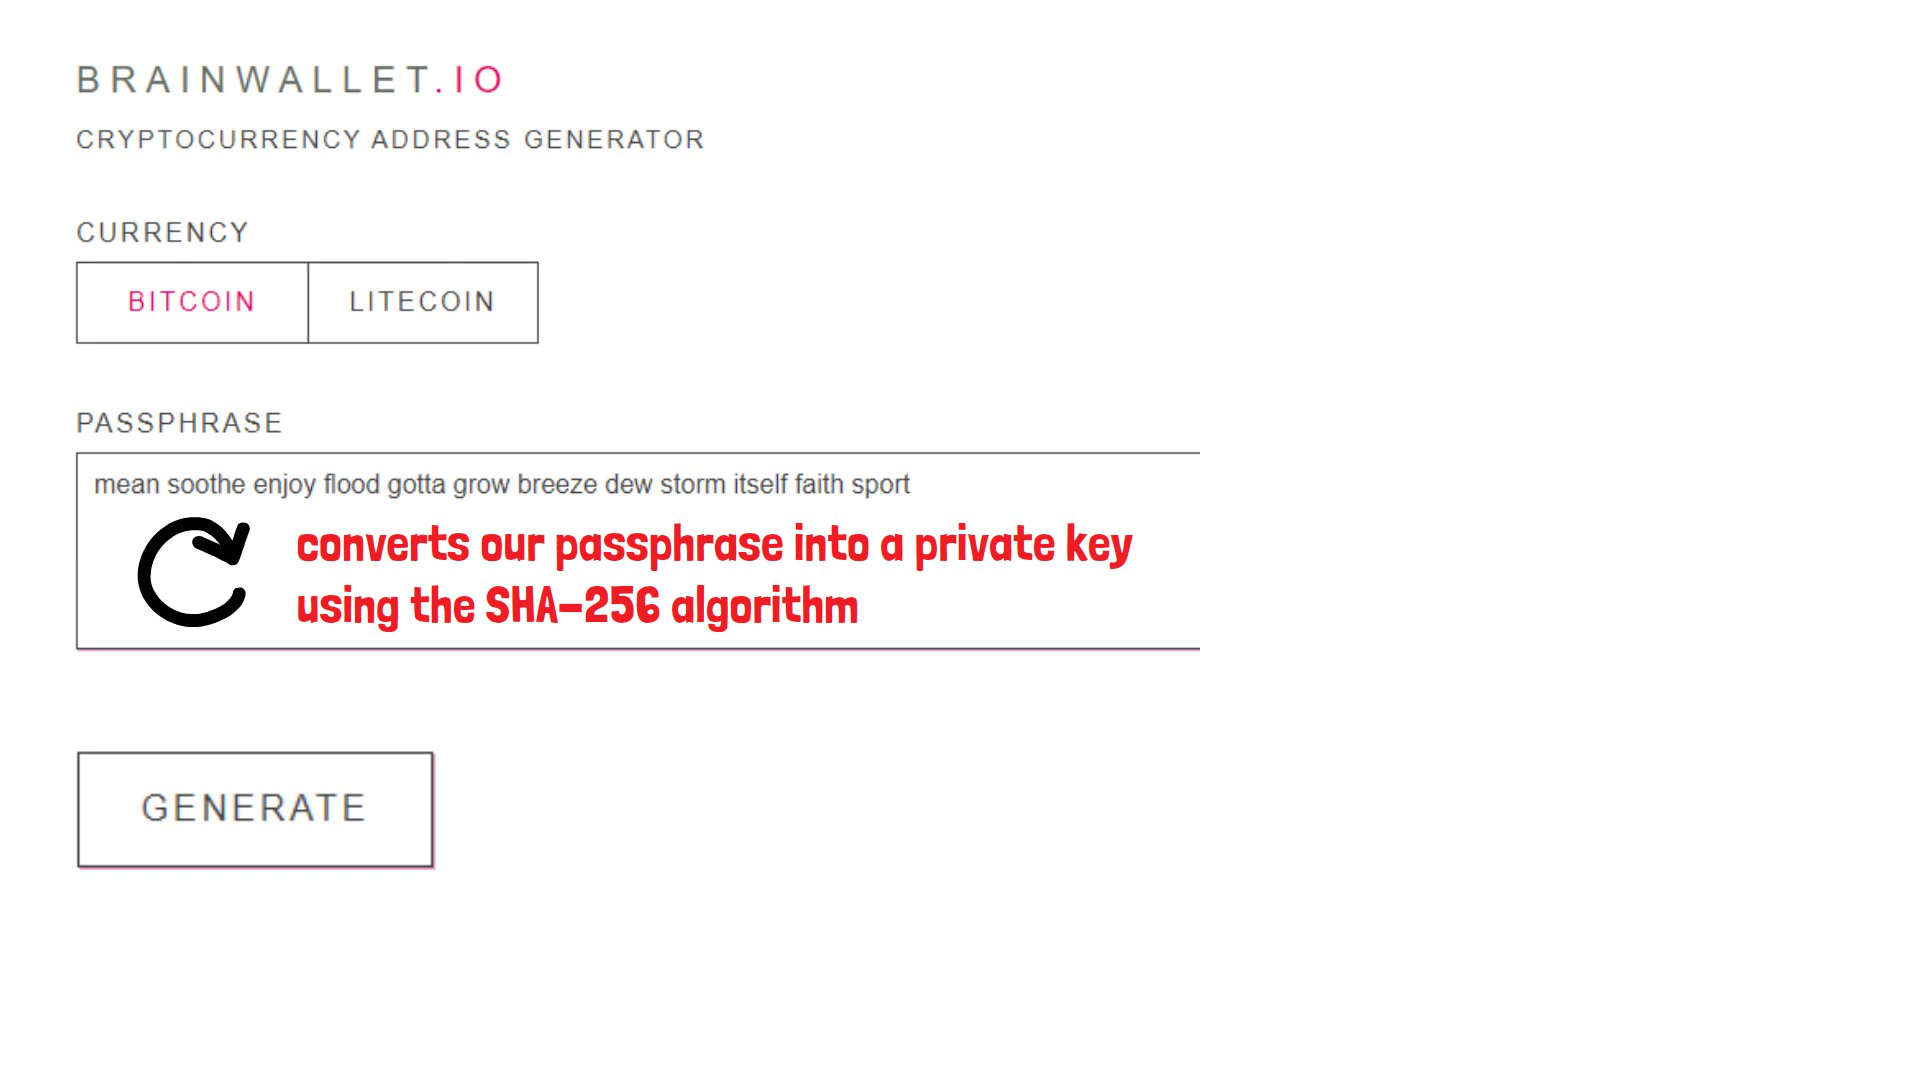 BRAINWALLET.IO
CRYPTOCURRENCY ADDRESS GENERATOR
CURRENCY
BITCOIN LITECOIN
PASSPHRASE
mean soothe enjoy flood gotta grow breeze dew storm itself faith sport
converts our passphrase into a private key
using the SHA-256 algorithm
GENERATE